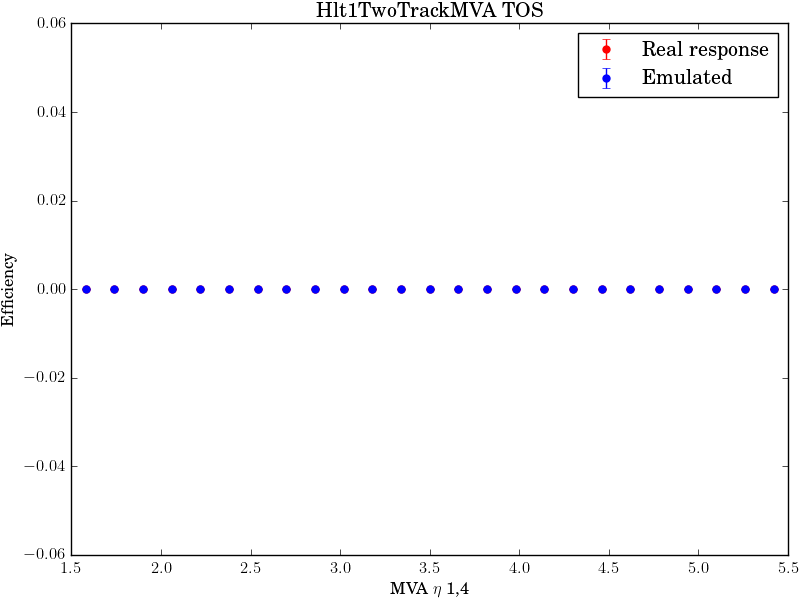 Hlt1TwoTrackMVA TOS
Real response
Emulated
Efficiency
0.06
0.04
0.02
0.00
−0.02
−0.04
−0.06
1.5 2.0 2.5 3.0 3.5 4.0 4.5 5.0 5.5
MVA η 1,4